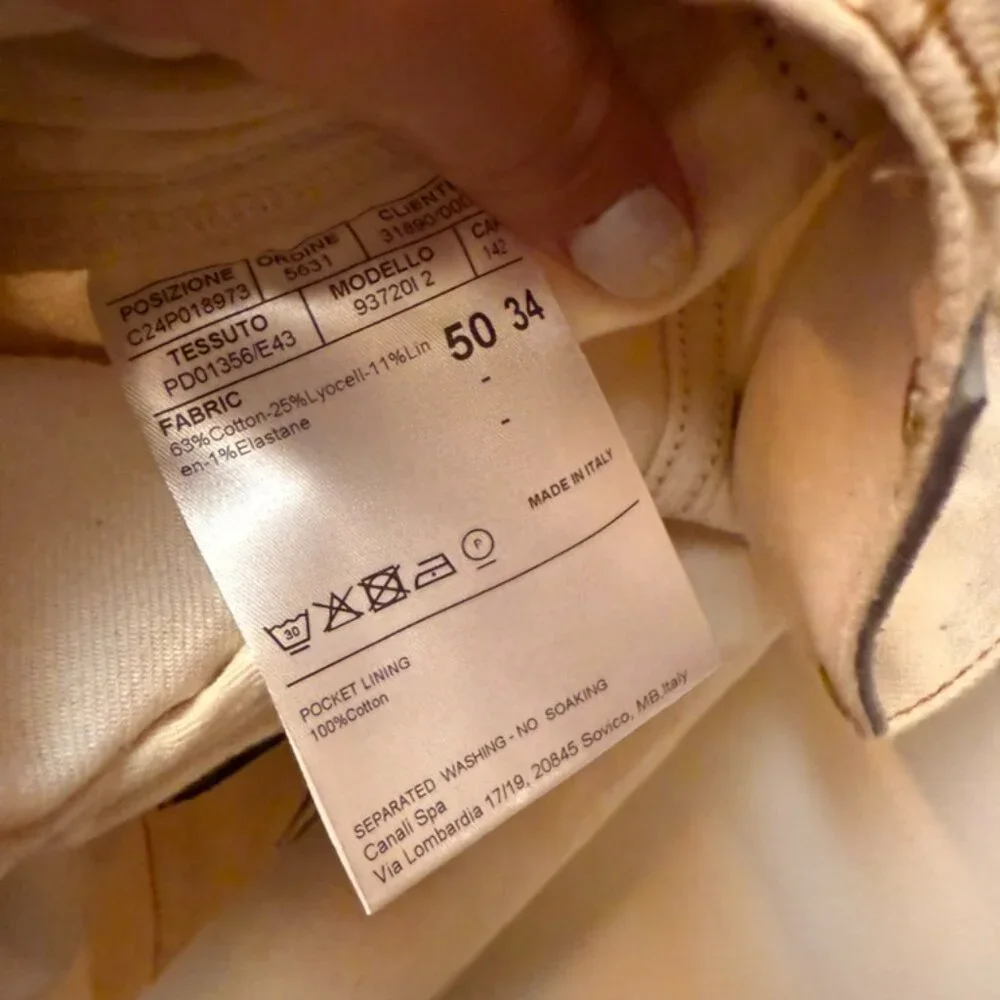 POSIZIONE ORDINE CLIENTE
C24P018973 5631 31890/000
TESSUTO MODELLO
PD01356/E43 93720I 2 142
FABRIC 50 34
63%Cotton-25%Lyocell-11%Lin
en-1%Elastane
-
-
MADE IN ITALY
30 P
POCKET LINING
100%Cotton
SEPARATED WASHING - NO SOAKING
Canali Spa
Via Lombardia 17/19, 20845 Sovico, MB.Italy